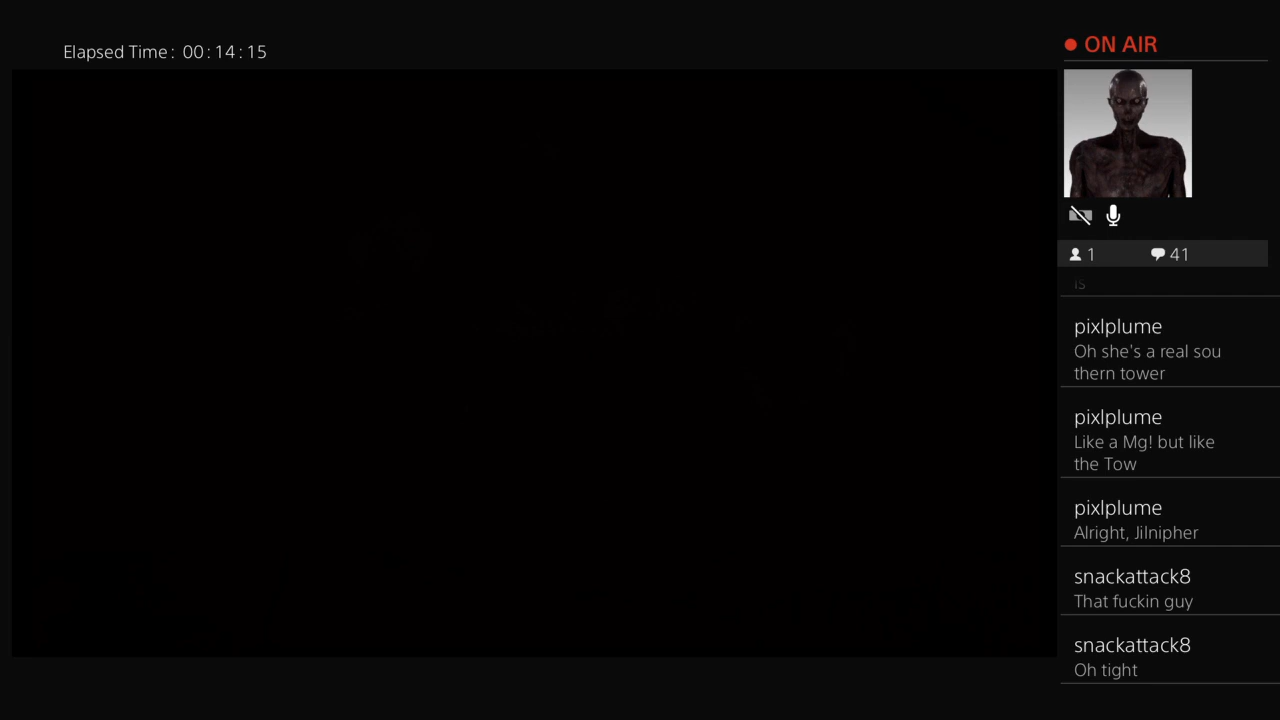 Elapsed Time: 00:14:15
ON AIR
1 41
is
pixlplume
Oh she's a real sou
thern tower
pixlplume
Like a Mg! but like
the Tow
pixlplume
Alright, Jilnipher
snackattack8
That fuckin guy
snackattack8
Oh tight